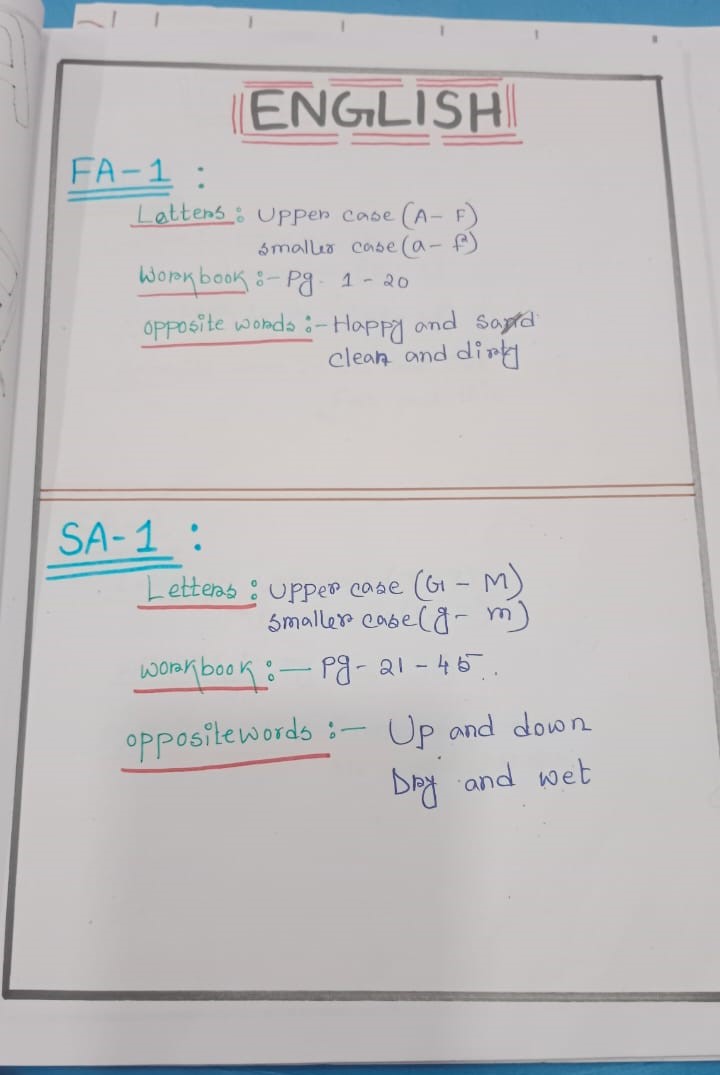 ENGLISH
FA-1 :
Letters : Upper case (A - F)
smaller case (a - f)
Workbook :- Pg. 1 - 20
opposite words :- Happy and sad
clean and dirty
SA-1 :
Letters : upper case (G - M)
smaller case (g - m)
workbook :- Pg - 21 - 45..
oppositewords :- Up and down
Dry and wet